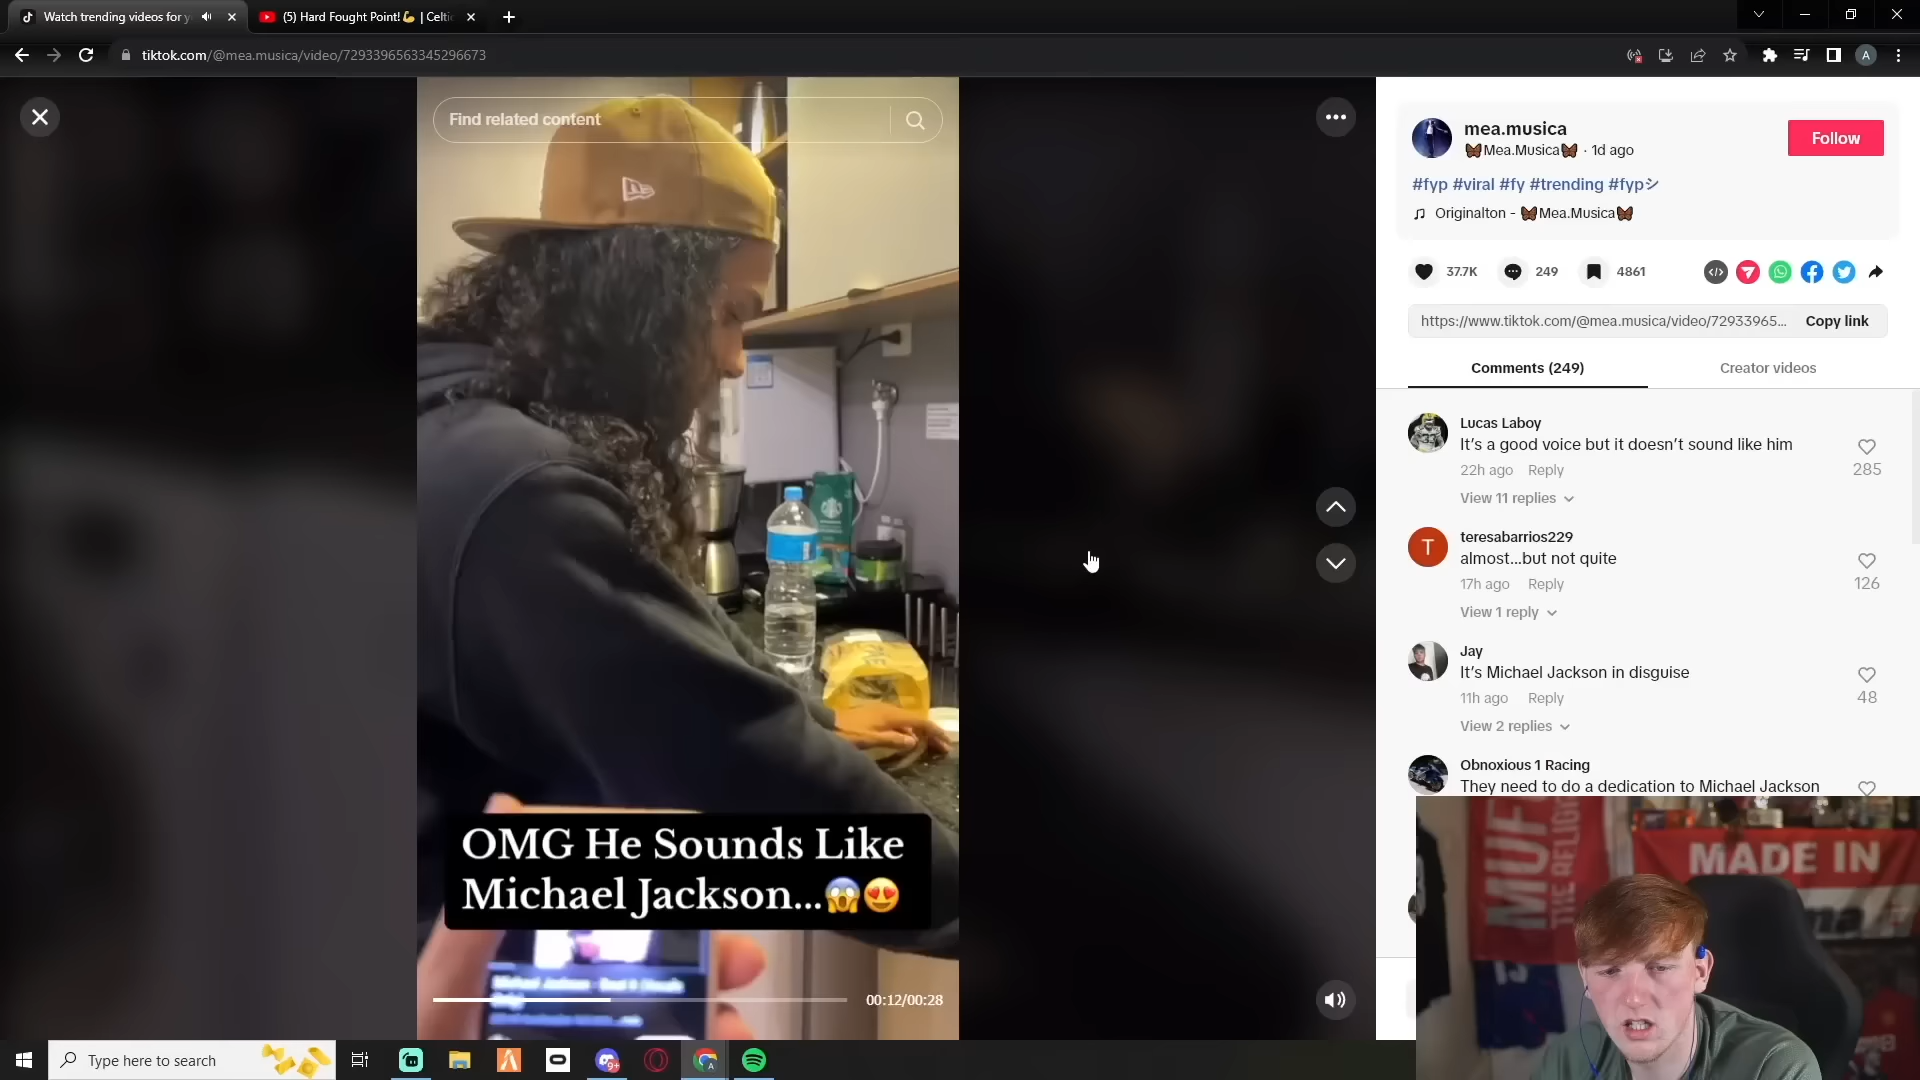 Watch trending videos for y
(5) Hard Fought Point!💪 | Celti
tiktok.com/@mea.musica/video/7293396563345296673
A
Find related content
mea.musica
🦋Mea.Musica🦋 · 1d ago
Follow
#fyp #viral #fy #trending #fypシ
Originalton - 🦋Mea.Musica🦋
37.7K
249
4861
https://www.tiktok.com/@mea.musica/video/72933965...
Copy link
Comments (249)
Creator videos
Lucas Laboy
It's a good voice but it doesn't sound like him
285
22h ago Reply
View 11 replies
T
teresabarrios229
almost...but not quite
126
17h ago Reply
View 1 reply
Jay
It's Michael Jackson in disguise
48
11h ago Reply
View 2 replies
Obnoxious 1 Racing
They need to do a dedication to Michael Jackson
OMG He Sounds Like
Michael Jackson...😱😍
00:12/00:28
MUF
THE RELIGI
MADE IN
Type here to search
9+